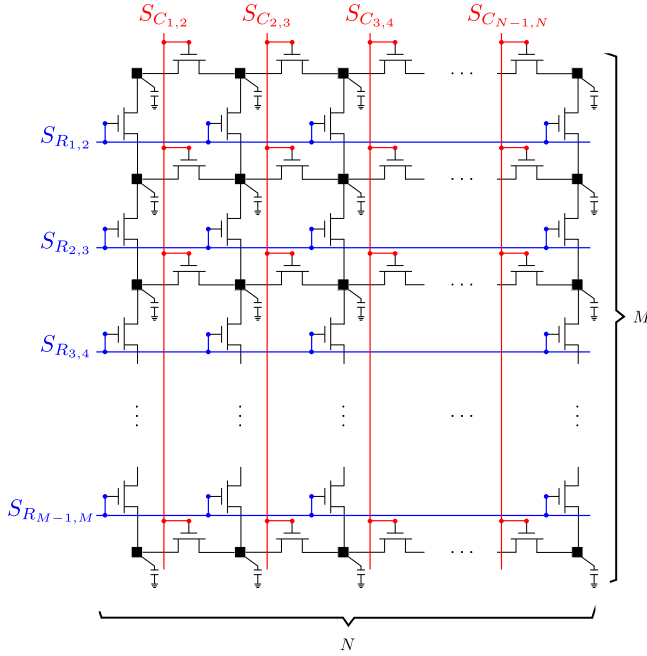 S_{C_{1,2}} S_{C_{2,3}} S_{C_{3,4}} S_{C_{N-1,N}}
···
S_{R_{1,2}}
···
S_{R_{2,3}}
···
M
S_{R_{3,4}}
···
S_{R_{M-1,M}}
···
N